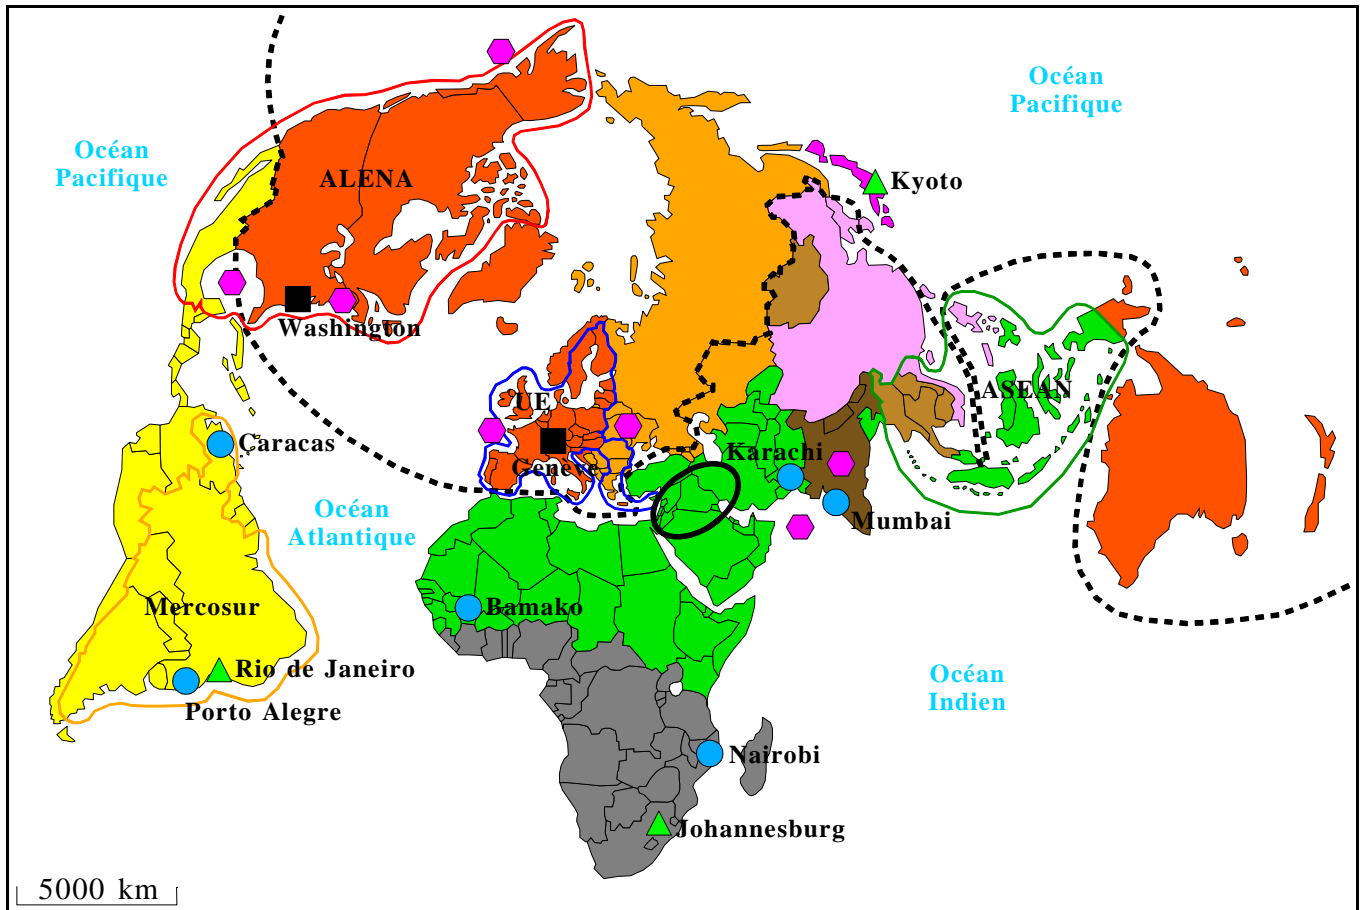 Océan
Pacifique
Océan
Pacifique
ALENA
Kyoto
Washington
UE
ASEAN
Caracas
Genève
Karachi
Océan
Atlantique
Mumbai
Mercosur
Bamako
Rio de Janeiro
Océan
Indien
Porto Alegre
Nairobi
Johannesburg
5000 km